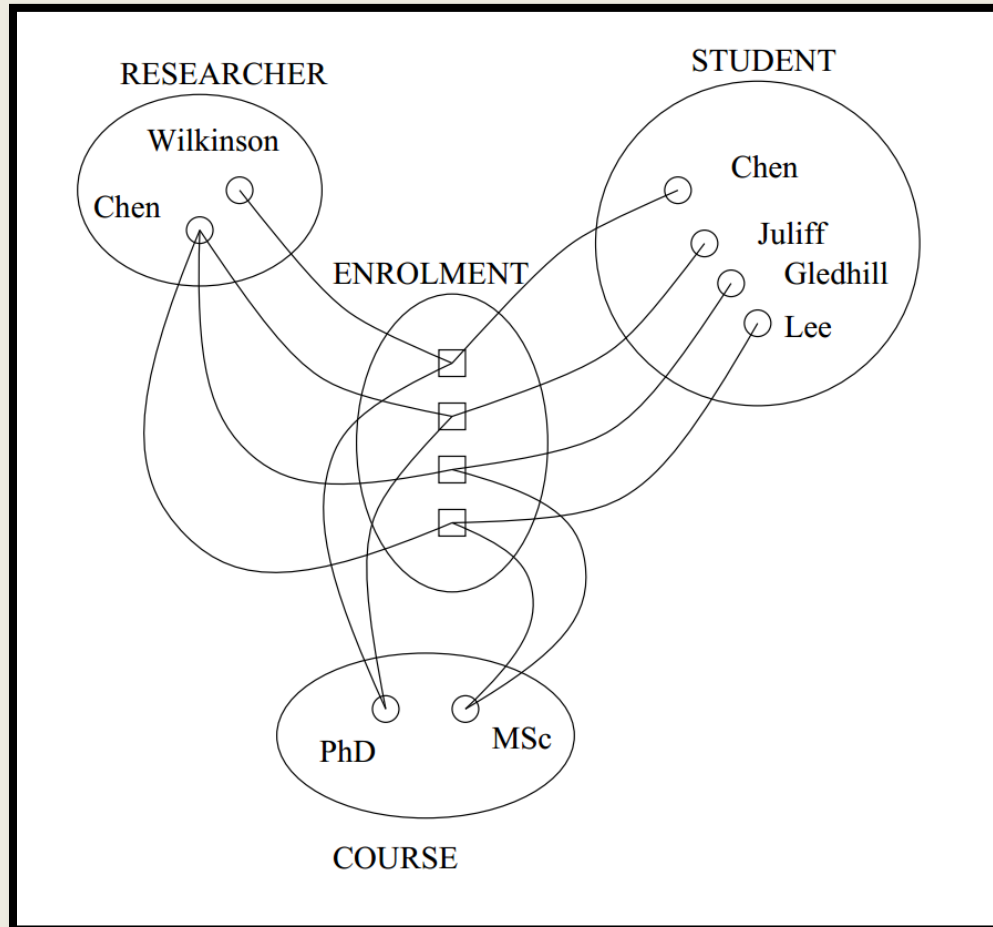 RESEARCHER
Wilkinson
Chen
STUDENT
Chen
Juliff
Gledhill
Lee
ENROLMENT
PhD
MSc
COURSE